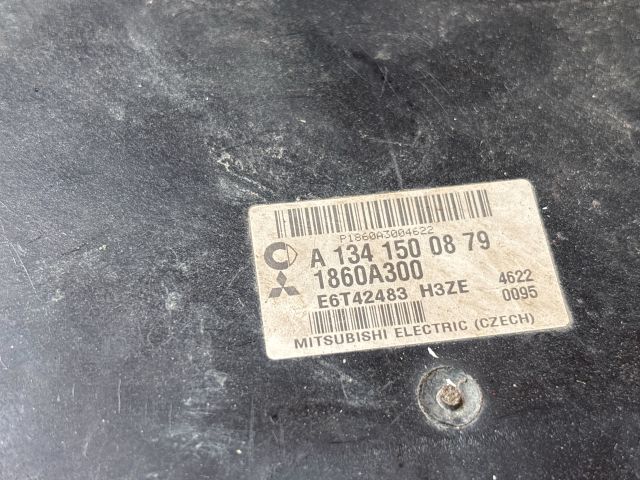 P1860A3004622
A 134 150 08 79
1860A300
E6T42483 H3ZE 4622
0095
MITSUBISHI ELECTRIC (CZECH)